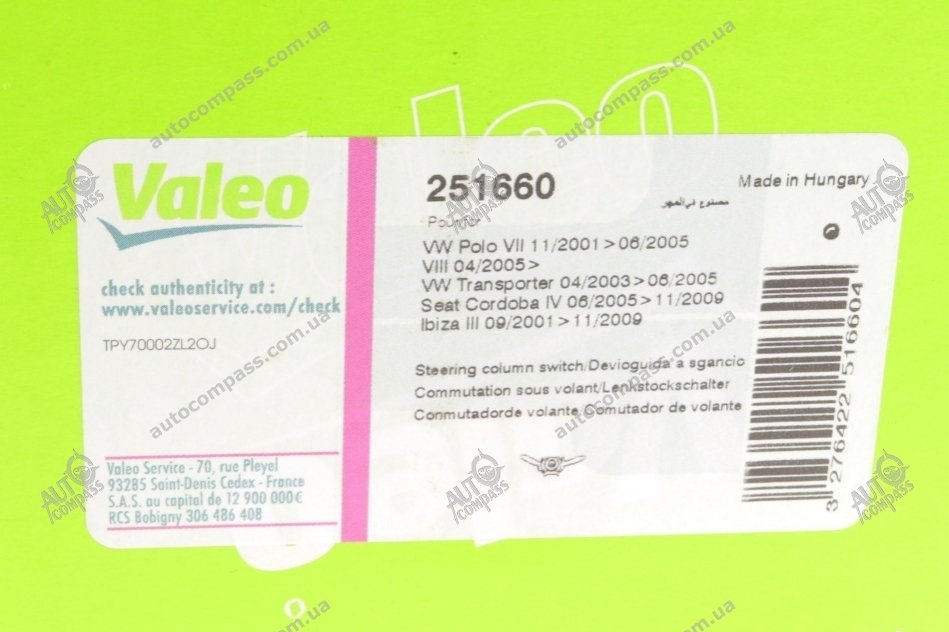 Valeo
check authenticity at :
www.valeoservice.com/check
TPY70002ZL2OJ
Valeo Service - 70, rue Pleyel
93285 Saint-Denis Cedex - France
S.A.S. au capital de 12 900 000€
RCS Bobigny 306 486 408
251660
Made in Hungary
مصنوع في المجر
Pour/for
VW Polo VII 11/2001>06/2005
VIII 04/2005>
VW Transporter 04/2003>06/2005
Seat Cordoba IV 06/2005>11/2009
Ibiza III 09/2001>11/2009
Steering column switch/Devioguida a sgancio
Commutation sous volant/Lenkstockschalter
Conmutadorde volante/Comutador de volante
3 276422 516604
autocompass.com.ua
AUTO COMPASS